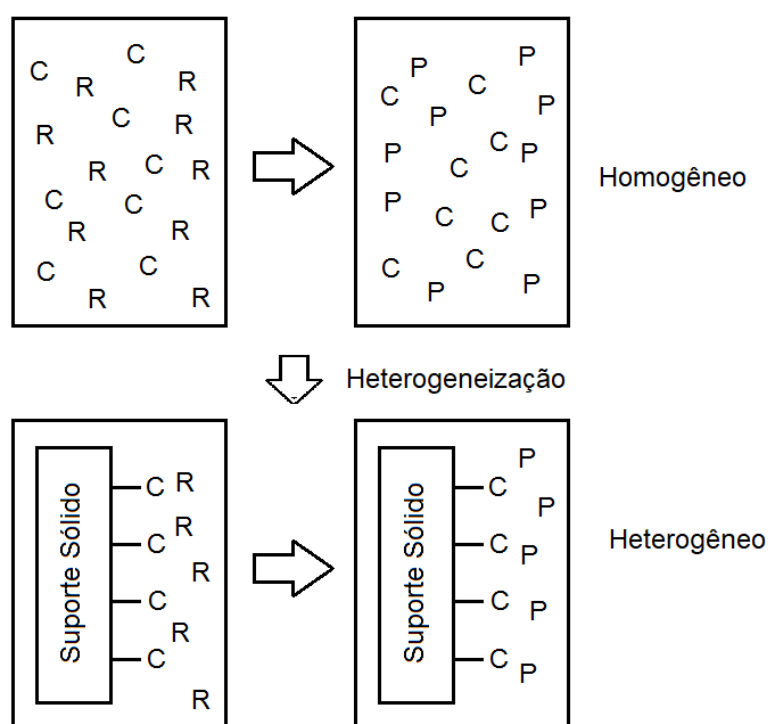 C R C R
R C R
R C R
C R C R
C R C R
P C P C P
P C P
P C P
P C C P
C P C P
Homogêneo
Heterogeneização
Suporte Sólido
C R
C R
R
C R
C
R
Suporte Sólido
P
C P
C P
C P
C P
Heterogêneo